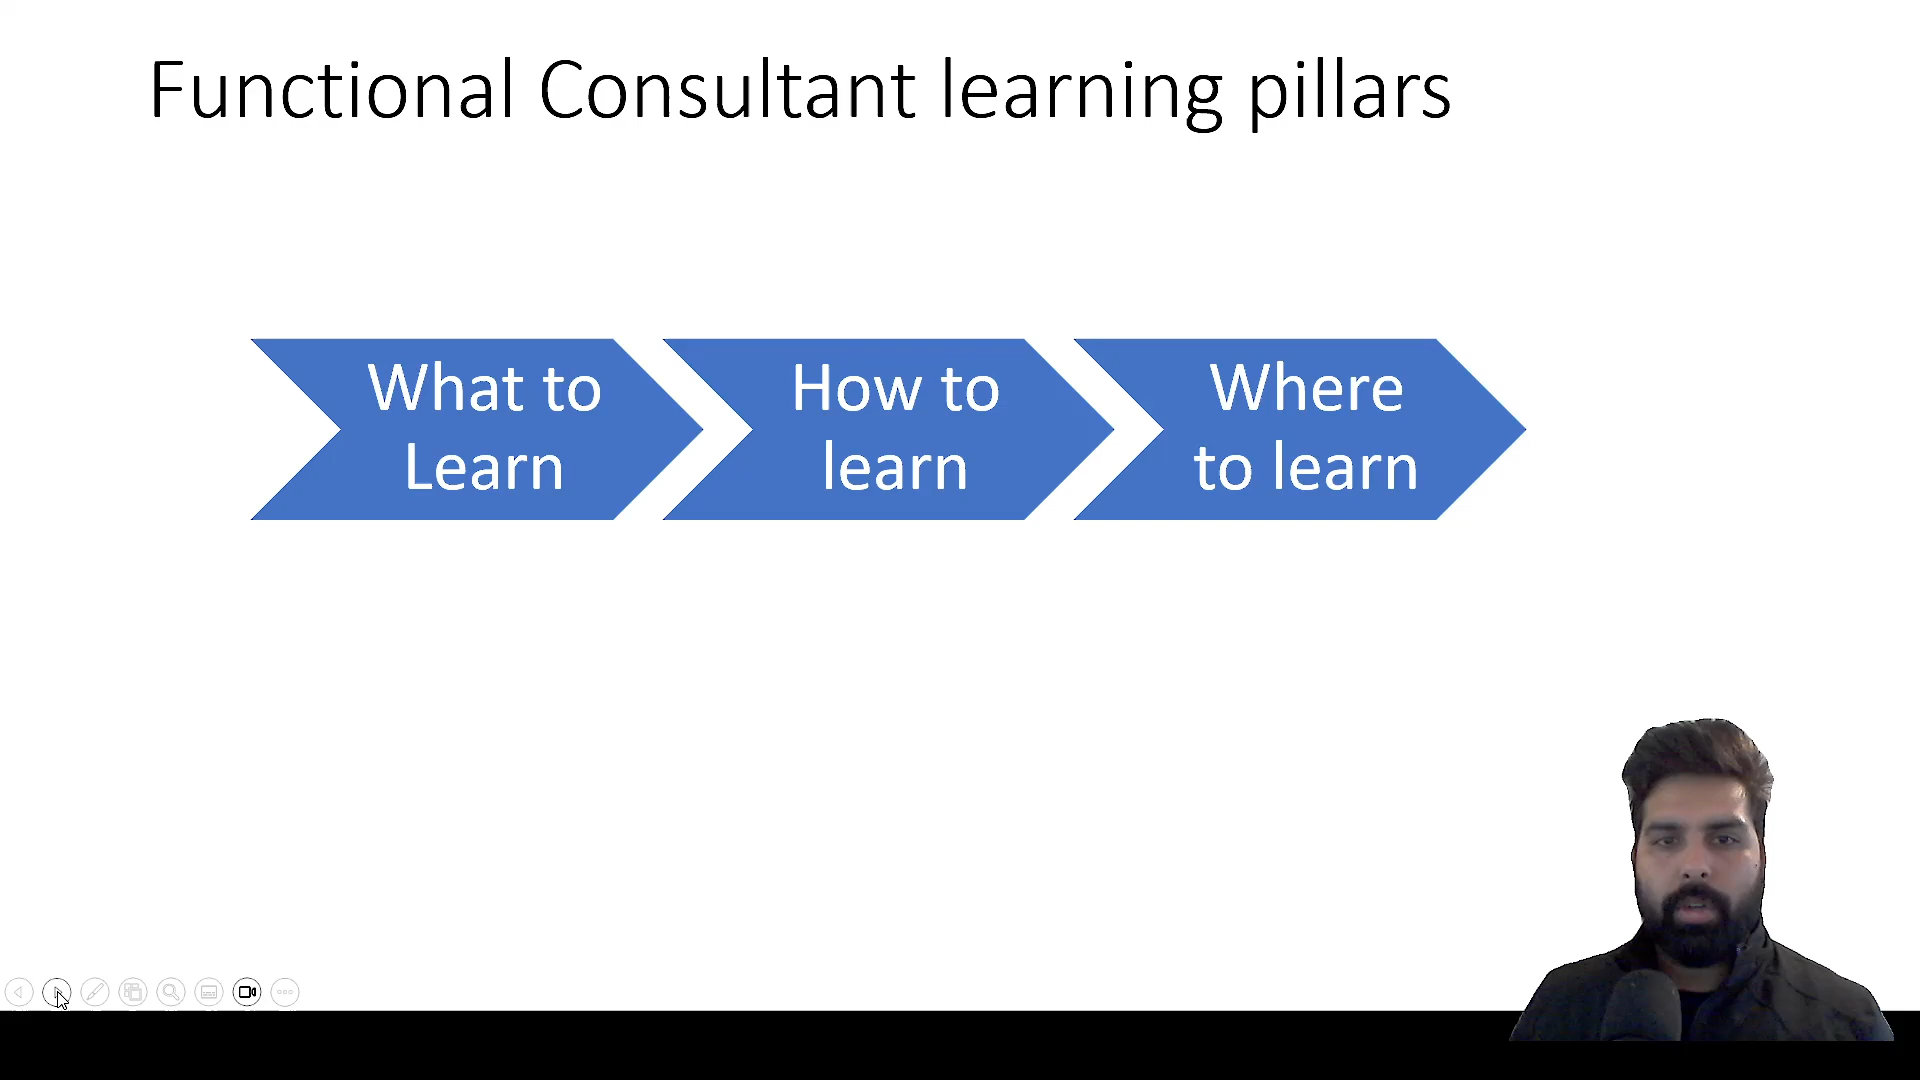 Functional Consultant learning pillars
What to
Learn
How to
learn
Where
to learn